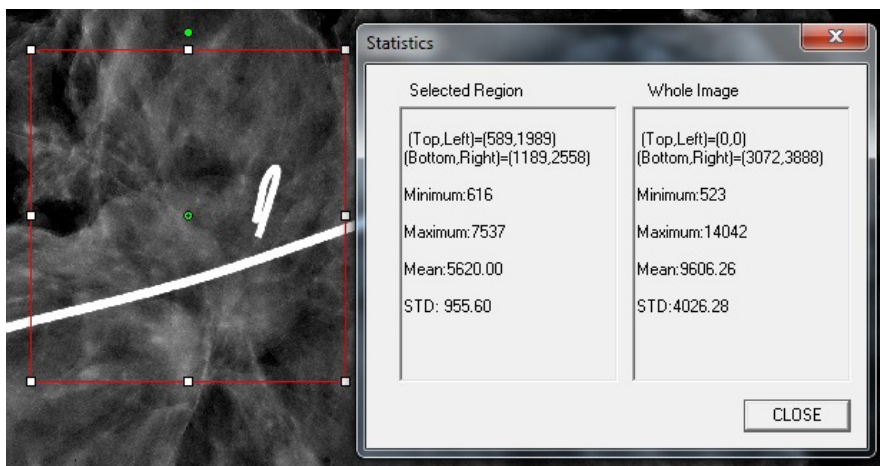 Statistics
Selected Region
(Top,Left)=(589,1989)
(Bottom,Right)=(1189,2558)
Minimum:616
Maximum:7537
Mean:5620.00
STD: 955.60
Whole Image
(Top,Left)=(0,0)
(Bottom,Right)=(3072,3888)
Minimum:523
Maximum:14042
Mean:9606.26
STD:4026.28
CLOSE